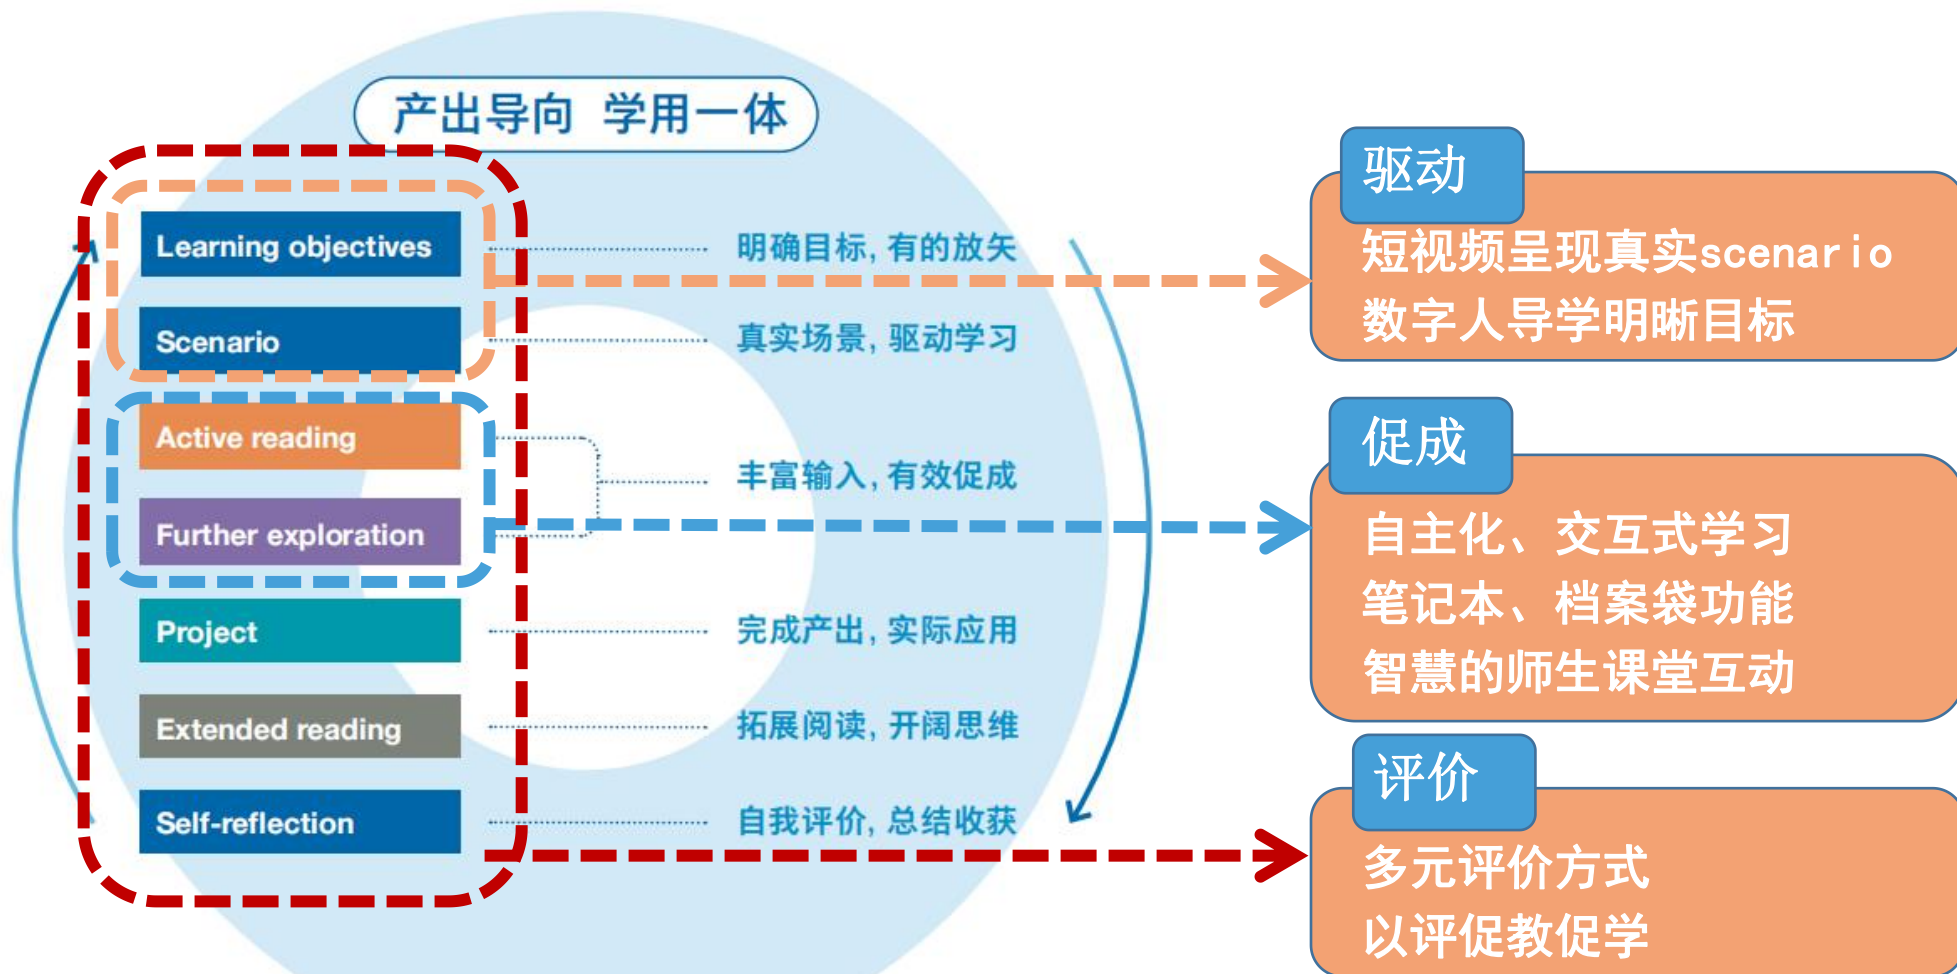 产出导向 学用一体
Learning objectives
明确目标, 有的放矢
Scenario
真实场景, 驱动学习
Active reading
Further exploration
丰富输入, 有效促成
Project
完成产出, 实际应用
Extended reading
拓展阅读, 开阔思维
Self-reflection
自我评价, 总结收获
驱动
短视频呈现真实scenario
数字人导学明晰目标
促成
自主化、交互式学习
笔记本、档案袋功能
智慧的师生课堂互动
评价
多元评价方式
以评促教促学